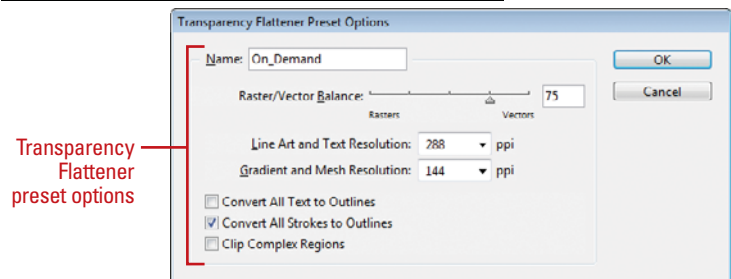 Transparency Flattener Preset Options
Name: On_Demand
OK
Raster/Vector Balance: 75
Cancel
Rasters Vectors
Line Art and Text Resolution: 288 ppi
Gradient and Mesh Resolution: 144 ppi
Convert All Text to Outlines
Convert All Strokes to Outlines
Clip Complex Regions
Transparency
Flattener
preset options